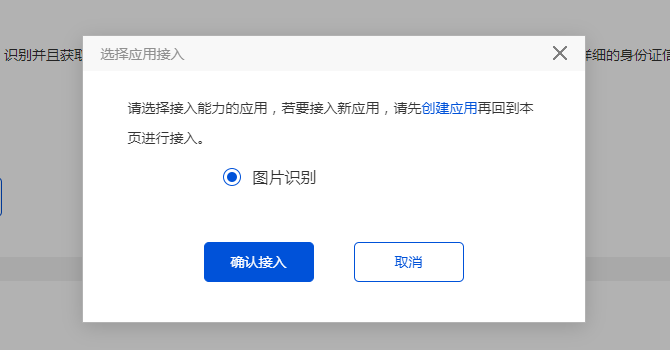 选择应用接入
识别并且获取
详细的身份证信
请选择接入能力的应用，若要接入新应用，请先创建应用再回到本
页进行接入。
图片识别
确认接入 取消